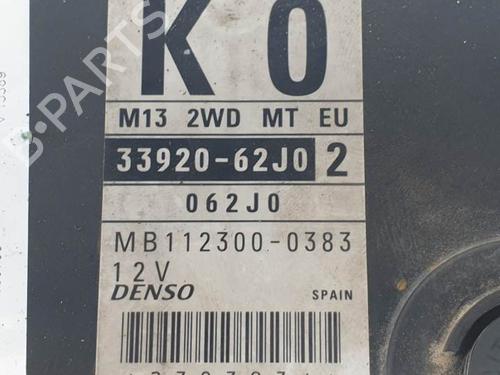 K 0
M13 2WD MT EU
33920-62J0 2
062J0
MB112300-0383
12V
DENSO SPAIN
B-PARTS